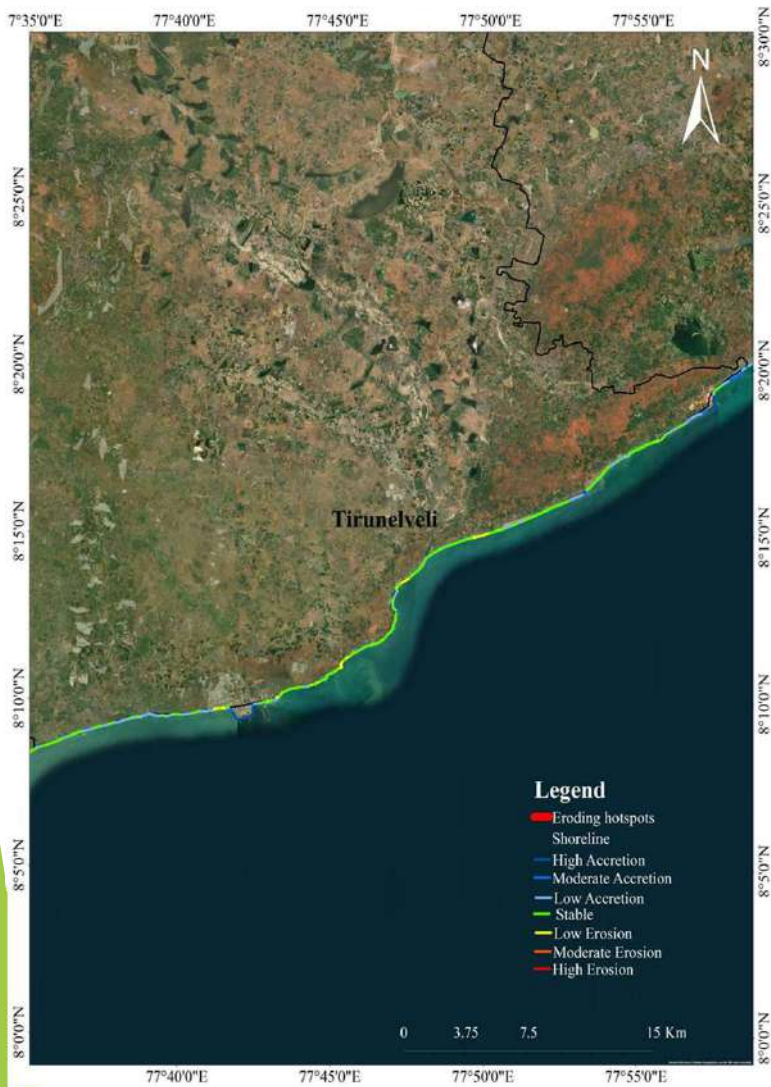 7°35'0"E 77°40'0"E 77°45'0"E 77°50'0"E 77°55'0"E
8°30'0"N 8°30'0"N
N
8°25'0"N 8°25'0"N
8°20'0"N 8°20'0"N
Tirunelveli
8°15'0"N 8°15'0"N
8°10'0"N 8°10'0"N
Legend
Eroding hotspots
Shoreline
High Accretion
Moderate Accretion
Low Accretion
Stable
Low Erosion
Moderate Erosion
High Erosion
8°5'0"N 8°5'0"N
0 3.75 7.5 15 Km
8°0'0"N 8°0'0"N
77°40'0"E 77°45'0"E 77°50'0"E 77°55'0"E